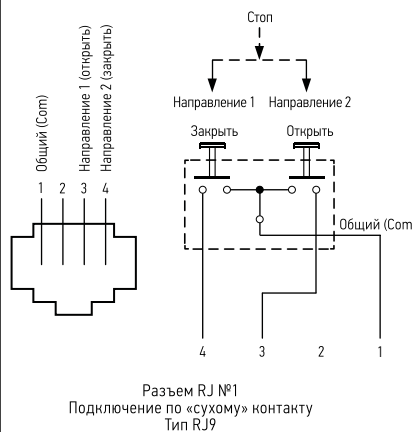 Стоп
Направление 1 Направление 2
Закрыть Открыть
Общий (Com)
Направление 1 (открыть)
Направление 2 (закрыть)
1 2 3 4
Общий (Com
4 3 2 1
Разъем RJ №1
Подключение по «сухому» контакту
Тип RJ9